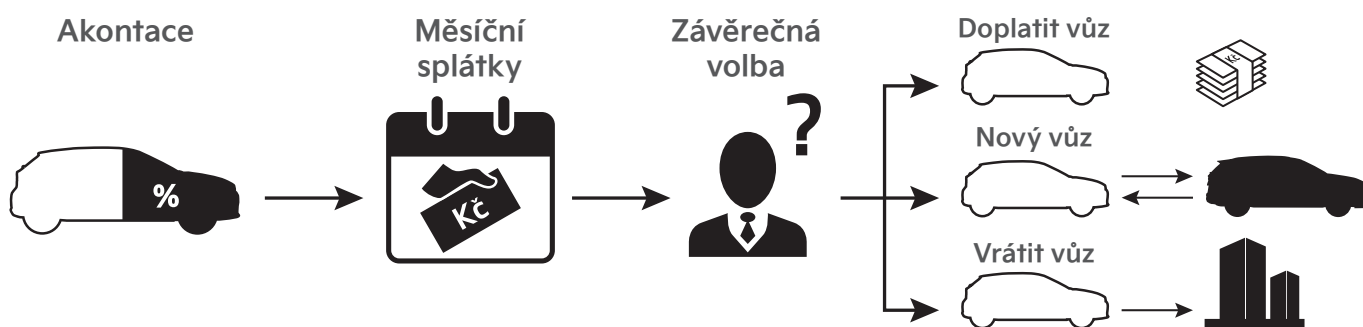 Akontace
Měsíční
splátky
Závěrečná
volba
Doplatit vůz
Nový vůz
Vrátit vůz
%
Kč
?
Kč